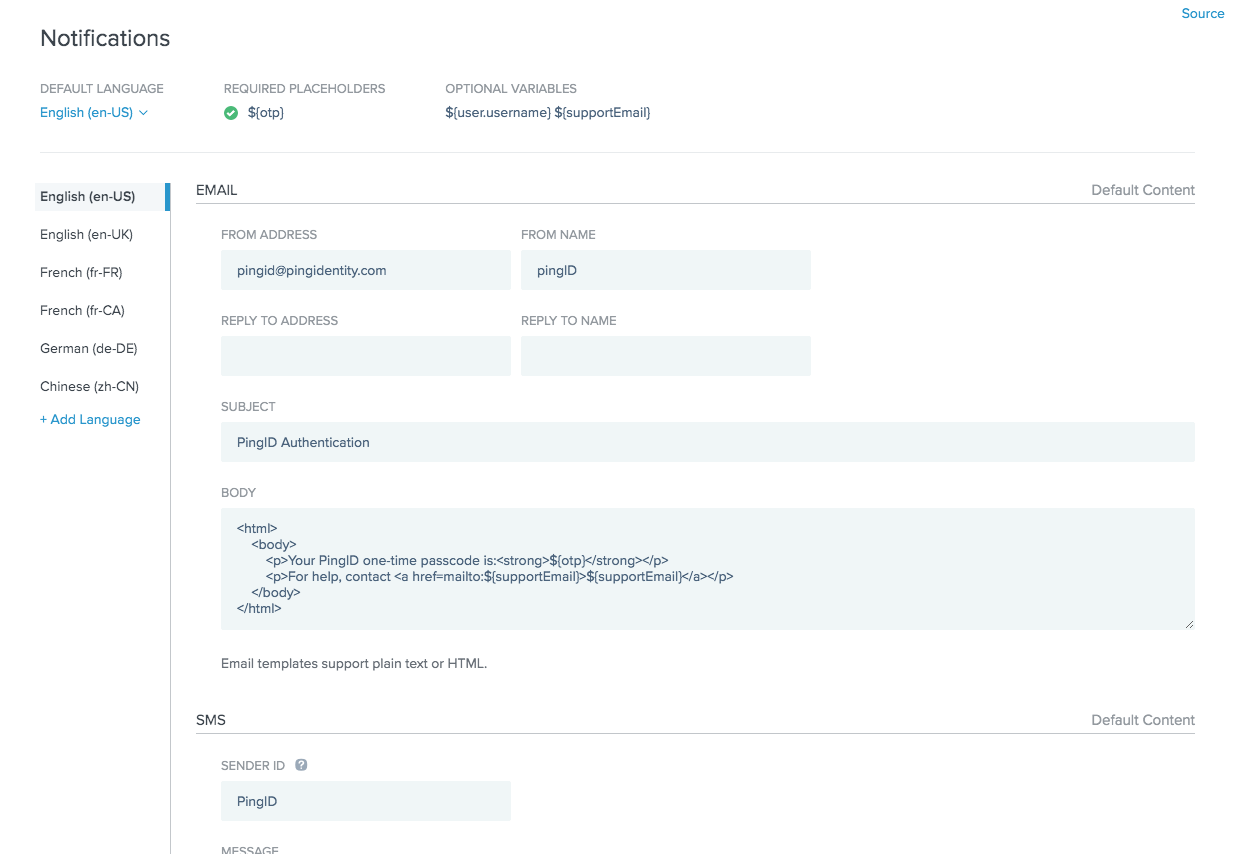 Source
Notifications
DEFAULT LANGUAGE
English (en-US)
REQUIRED PLACEHOLDERS
${otp}
OPTIONAL VARIABLES
${user.username} ${supportEmail}
English (en-US)
English (en-UK)
French (fr-FR)
French (fr-CA)
German (de-DE)
Chinese (zh-CN)
+ Add Language
EMAIL
Default Content
FROM ADDRESS
pingid@pingidentity.com
FROM NAME
pingID
REPLY TO ADDRESS
REPLY TO NAME
SUBJECT
PingID Authentication
BODY
<html>
<body>
<p>Your PingID one-time passcode is:<strong>${otp}</strong></p>
<p>For help, contact <a href=mailto:${supportEmail}>${supportEmail}</a></p>
</body>
</html>
Email templates support plain text or HTML.
SMS
Default Content
SENDER ID ?
PingID
MESSAGE